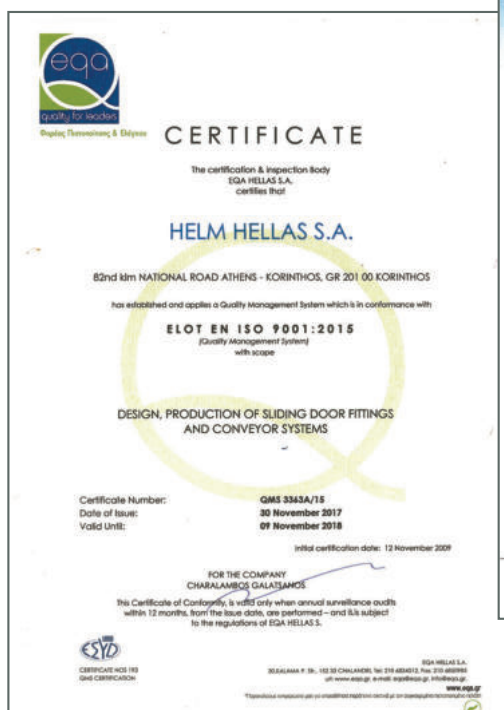 eqa
quality for leaders
Φορέας Πιστοποίησης & Ελέγχου
CERTIFICATE
The certification & inspection Body
EQA HELLAS S.A.
certifies that
HELM HELLAS S.A.
82nd klm NATIONAL ROAD ATHENS - KORINTHOS, GR 201 00 KORINTHOS
has established and applies a Quality Management System which is in conformance with
ELOT EN ISO 9001:2015
(Quality Management System)
with scope
DESIGN, PRODUCTION OF SLIDING DOOR FITTINGS
AND CONVEYOR SYSTEMS
Certificate Number: QMS 3363A/15
Date of Issue: 30 November 2017
Valid Until: 09 November 2018
Initial certification date: 12 November 2009
FOR THE COMPANY
CHARALAMBOS GALATSANOS
This Certificate of Conformity, is valid only when annual surveillance audits
within 12 months, from the issue date, are performed – and it.is subject
to the regulations of EQA HELLAS S.
ESYD
CERTIFICATE NOS 193
QMS CERTIFICATION
EQA HELLAS S.A.
www.eqa.gr